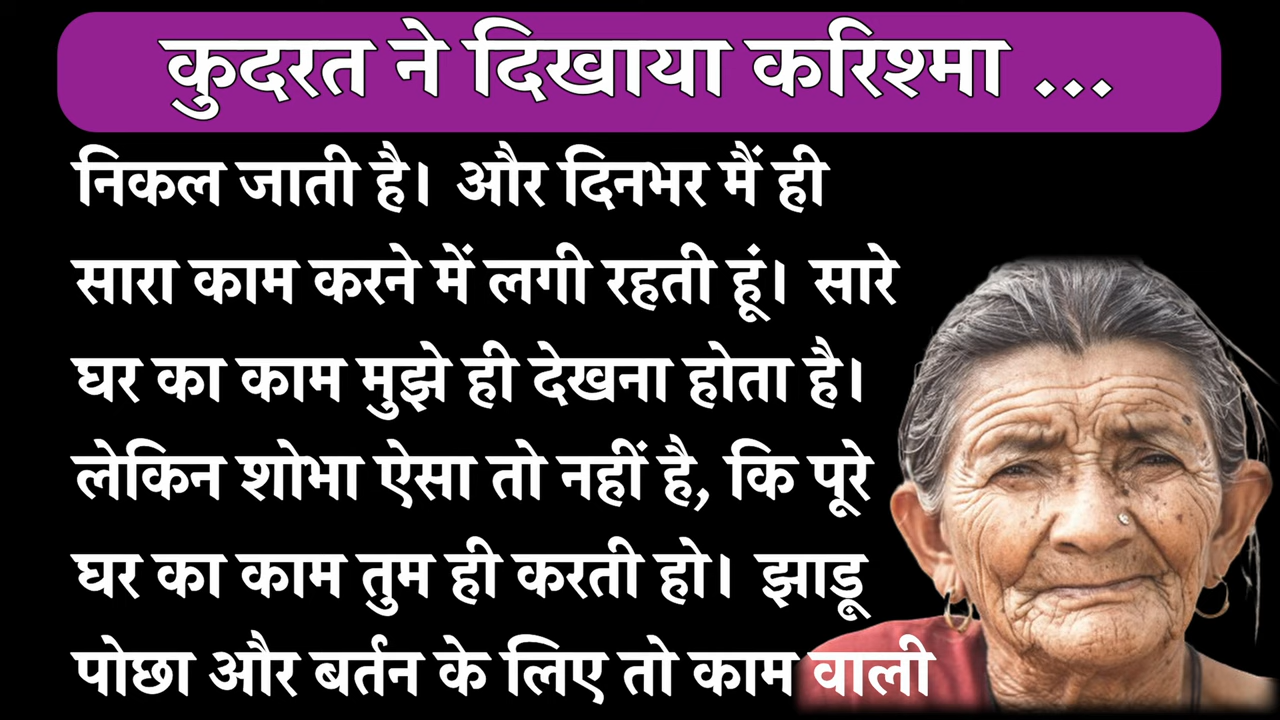 कुदरत ने दिखाया करिश्मा ...
निकल जाती है। और दिनभर मैं ही
सारा काम करने में लगी रहती हूं। सारे
घर का काम मुझे ही देखना होता है।
लेकिन शोभा ऐसा तो नहीं है, कि पूरे
घर का काम तुम ही करती हो। झाड़ू
पोछा और बर्तन के लिए तो काम वाली